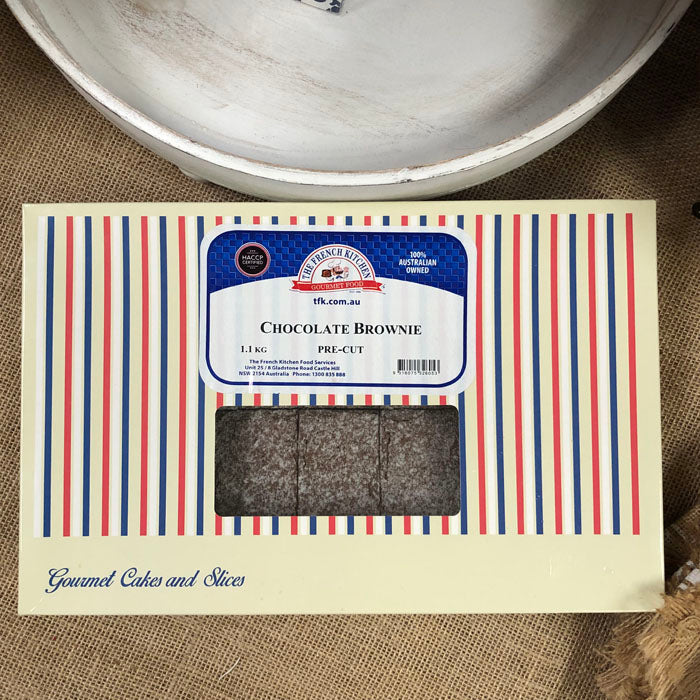 HACCP
CERTIFIED
THE FRENCH KITCHEN
GOURMET FOOD
100%
AUSTRALIAN
OWNED
tfk.com.au
CHOCOLATE BROWNIE
1.1 KG PRE-CUT
The French Kitchen Food Services
Unit 25 / 8 Gladstone Road Castle Hill
NSW 2154 Australia Phone: 1300 835 868
Gourmet Cakes and Slices